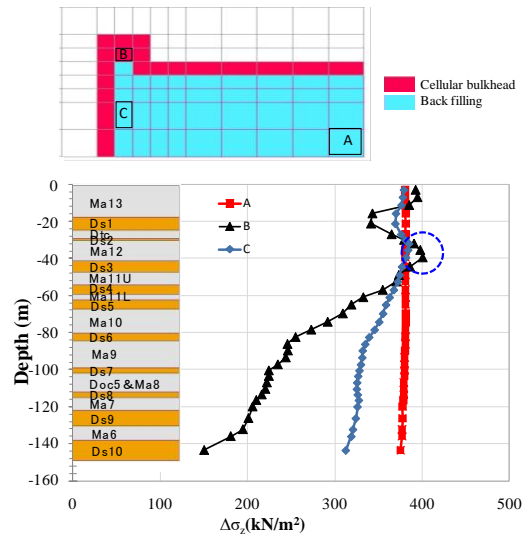 B
C
A
Cellular bulkhead
Back filling
0
-20
-40
-60
-80
-100
-120
-140
-160
Depth (m)
Ma13
Ds1
Dtc
Ds2
Ma12
Ds3
Ma11U
Ds4
Ma11L
Ds5
Ma10
Ds6
Ma9
Ds7
Doc5 &Ma8
Ds8
Ma7
Ds9
Ma6
Ds10
A
B
C
0 100 200 300 400 500
Δσz(kN/m²)